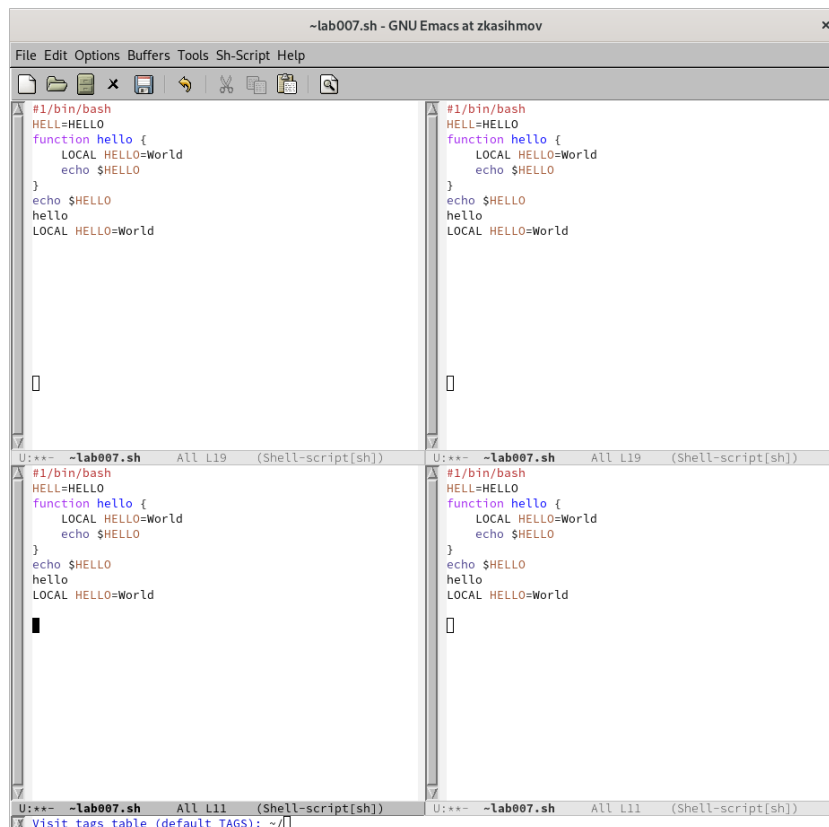 ~lab007.sh - GNU Emacs at zkasihmov
File Edit Options Buffers Tools Sh-Script Help
#1/bin/bash
HELL=HELLO
function hello {
    LOCAL HELLO=World
    echo $HELLO
}
echo $HELLO
hello
LOCAL HELLO=World
U:**-  ~lab007.sh     All L19    (Shell-script[sh])
#1/bin/bash
HELL=HELLO
function hello {
    LOCAL HELLO=World
    echo $HELLO
}
echo $HELLO
hello
LOCAL HELLO=World
U:**-  ~lab007.sh     All L19    (Shell-script[sh])
#1/bin/bash
HELL=HELLO
function hello {
    LOCAL HELLO=World
    echo $HELLO
}
echo $HELLO
hello
LOCAL HELLO=World
U:**-  ~lab007.sh     All L11    (Shell-script[sh])
#1/bin/bash
HELL=HELLO
function hello {
    LOCAL HELLO=World
    echo $HELLO
}
echo $HELLO
hello
LOCAL HELLO=World
U:**-  ~lab007.sh     All L11    (Shell-script[sh])
Visit tags table (default TAGS): ~/